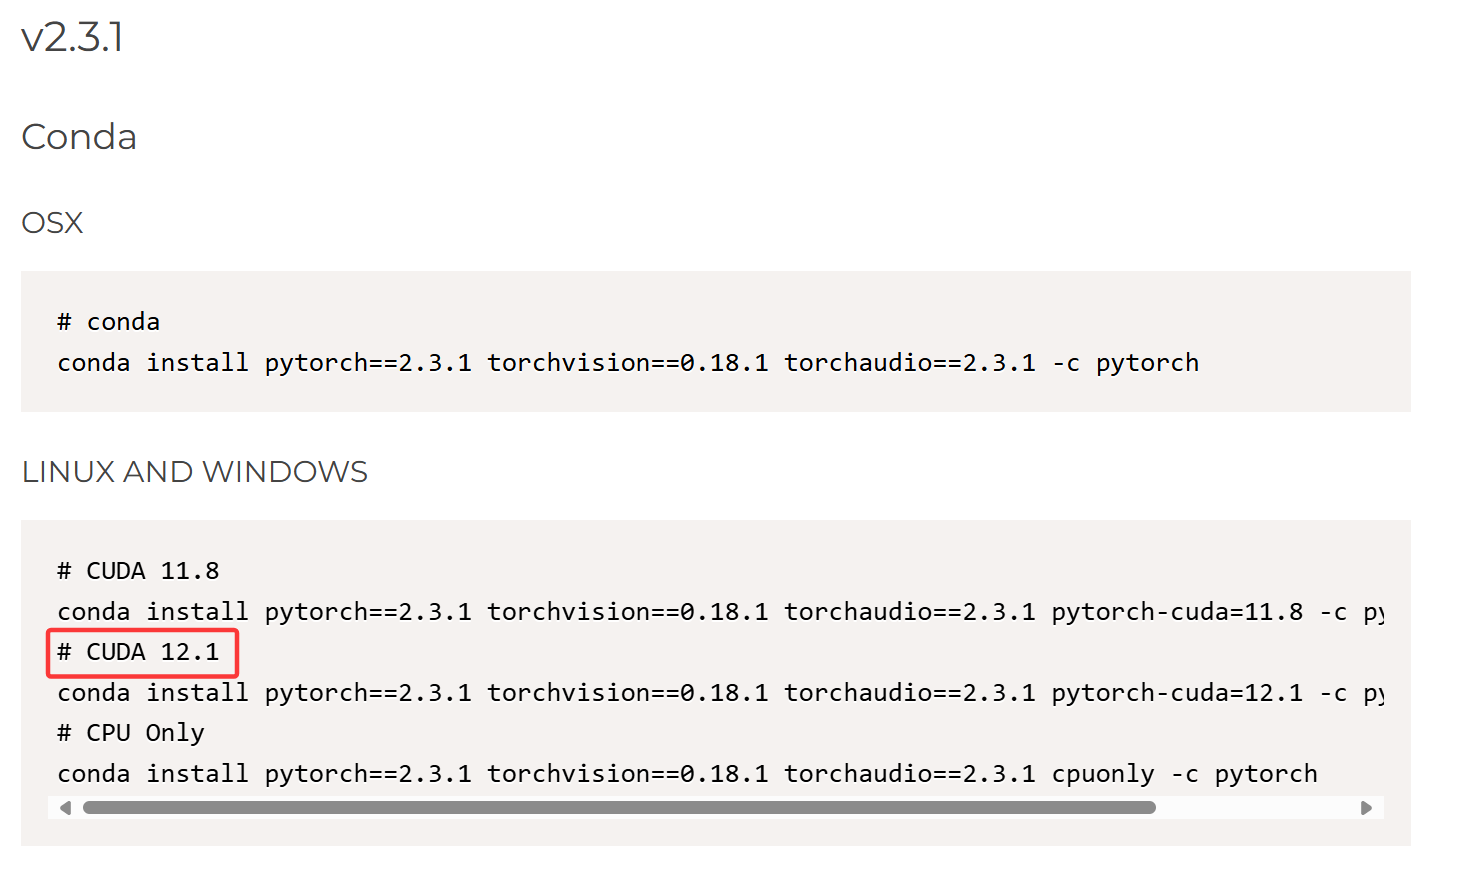 v2.3.1
Conda
OSX
# conda
conda install pytorch==2.3.1 torchvision==0.18.1 torchaudio==2.3.1 -c pytorch
LINUX AND WINDOWS
# CUDA 11.8
conda install pytorch==2.3.1 torchvision==0.18.1 torchaudio==2.3.1 pytorch-cuda=11.8 -c py
# CUDA 12.1
conda install pytorch==2.3.1 torchvision==0.18.1 torchaudio==2.3.1 pytorch-cuda=12.1 -c py
# CPU Only
conda install pytorch==2.3.1 torchvision==0.18.1 torchaudio==2.3.1 cpuonly -c pytorch